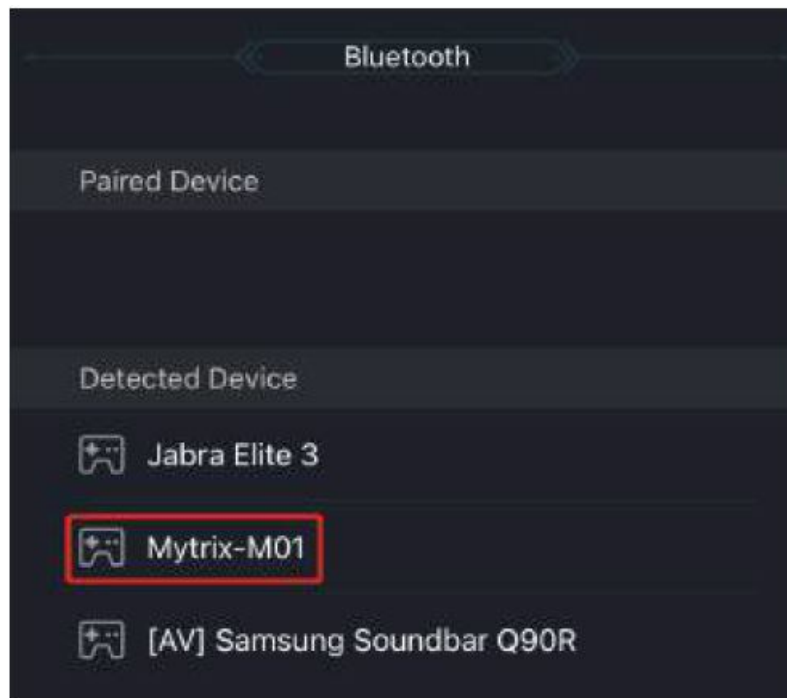 Bluetooth
Paired Device
Detected Device
Jabra Elite 3
Mytrix-M01
[AV] Samsung Soundbar Q90R